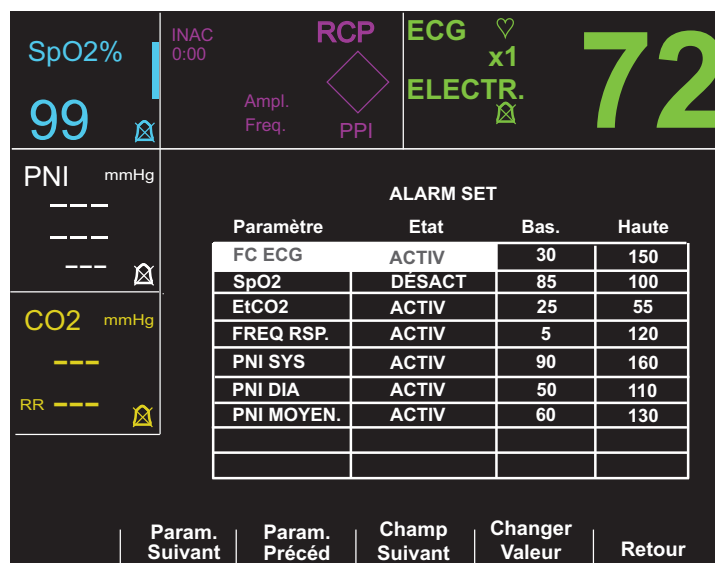 SpO2%
99
INAC
0:00
RCP
Ampl.
Freq.
PPI
ECG
x1
ELECTR.
72
PNI mmHg
---
---
---
CO2 mmHg
---
RR ---
ALARM SET
Paramètre Etat Bas. Haute
FC ECG ACTIV 30 150
SpO2 DÉSACT 85 100
EtCO2 ACTIV 25 55
FREQ RSP. ACTIV 5 120
PNI SYS ACTIV 90 160
PNI DIA ACTIV 50 110
PNI MOYEN. ACTIV 60 130
Param. Suivant
Param. Précéd
Champ Suivant
Changer Valeur
Retour